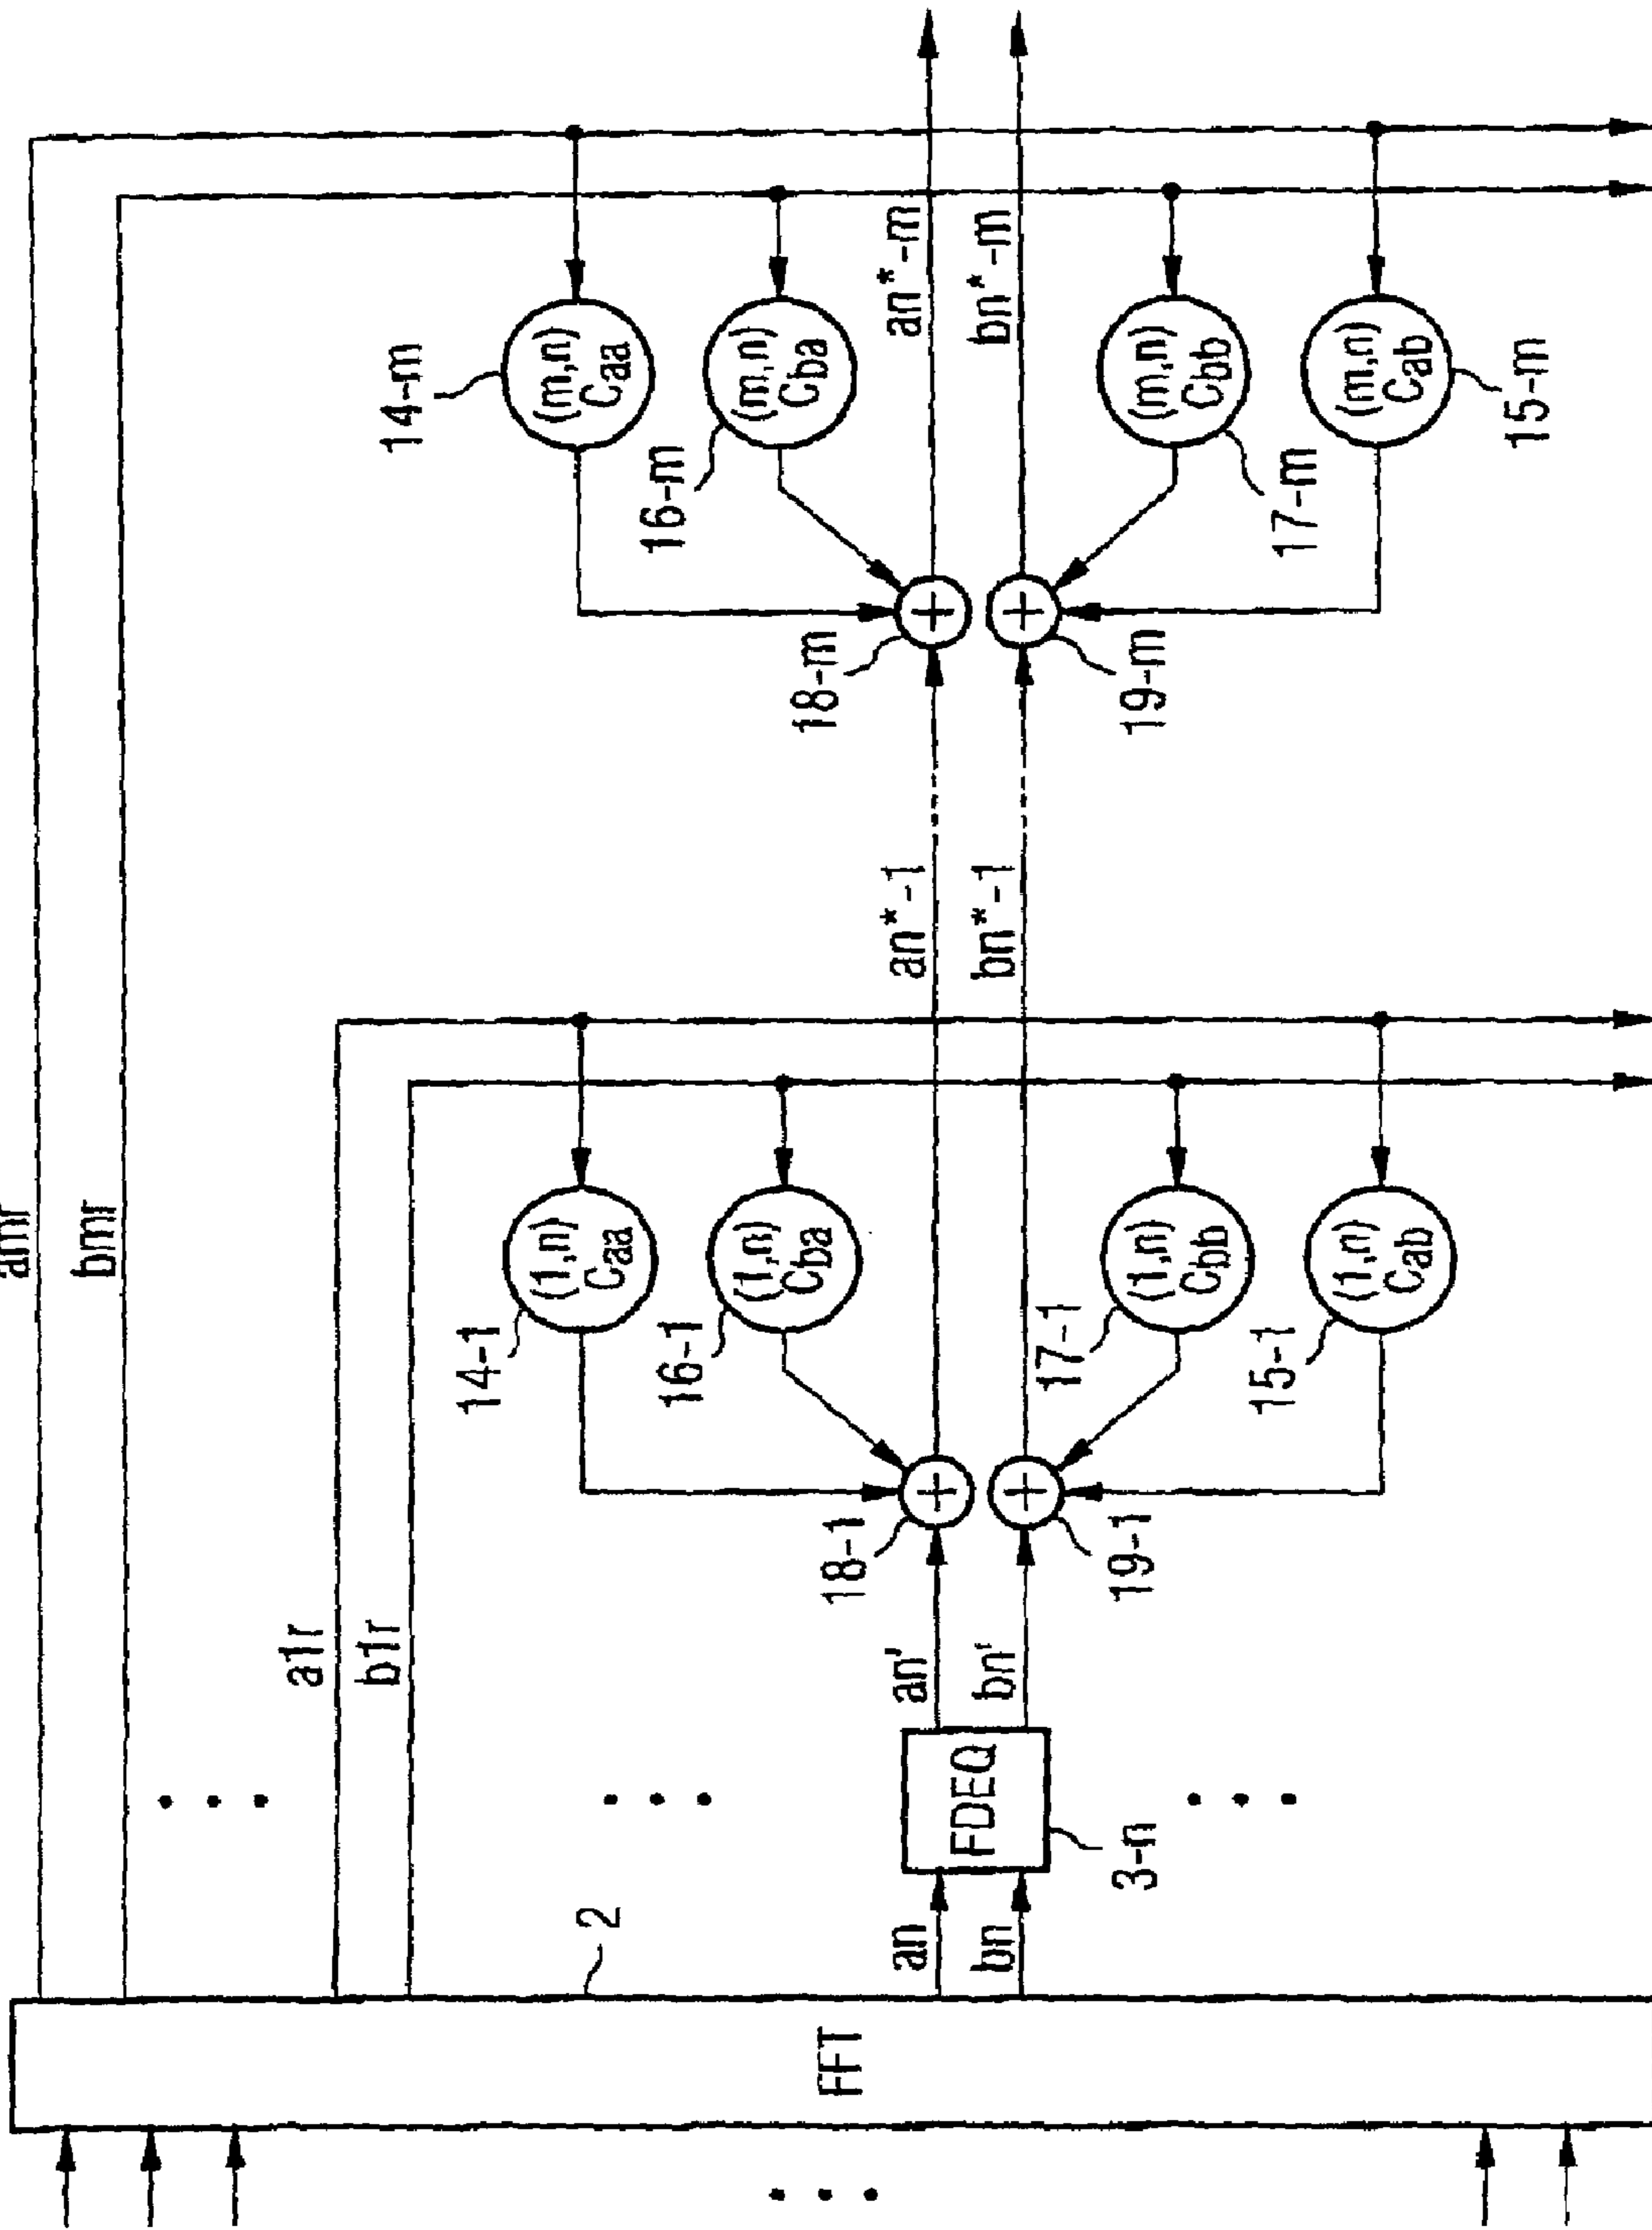 amr
bmr
a1r
b1r
14-1
(1,n)
Caa
16-1
(1,n)
Cba
17-1
(1,n)
Cbb
15-1
(1,n)
Cab
14-m
(m,n)
Caa
16-m
(m,n)
Cba
17-m
(m,n)
Cbb
15-m
(m,n)
Cab
FFT
2
an
bn
FDEQ
3-n
an'
bn'
18-1
+
19-1
+
an*-1
bn*-1
18-m
+
19-m
+
an*-m
bn*-m